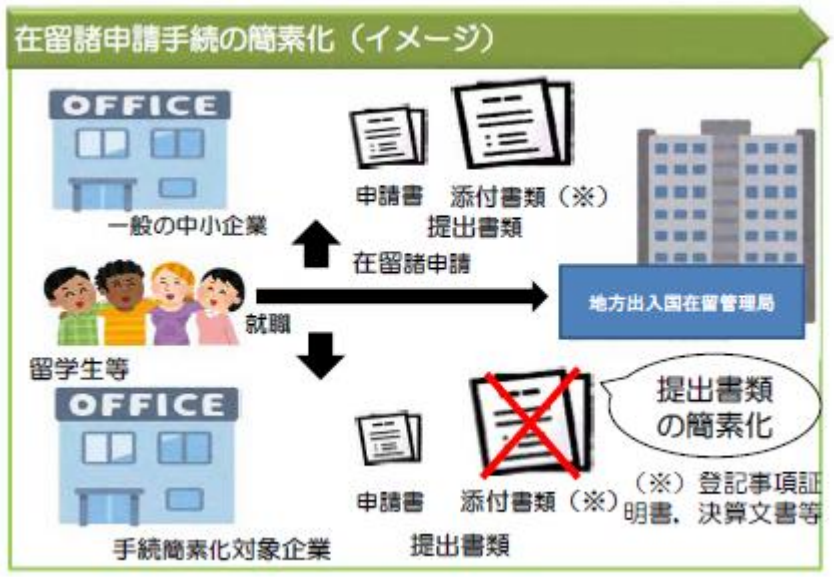 在留諸申請手続の簡素化（イメージ）
OFFICE
一般の中小企業
申請書
添付書類（※）
提出書類
在留諸申請
就職
留学生等
地方出入国在留管理局
OFFICE
手続簡素化対象企業
申請書
添付書類（※）
提出書類
提出書類
の簡素化
（※）登記事項証
明書，決算文書等